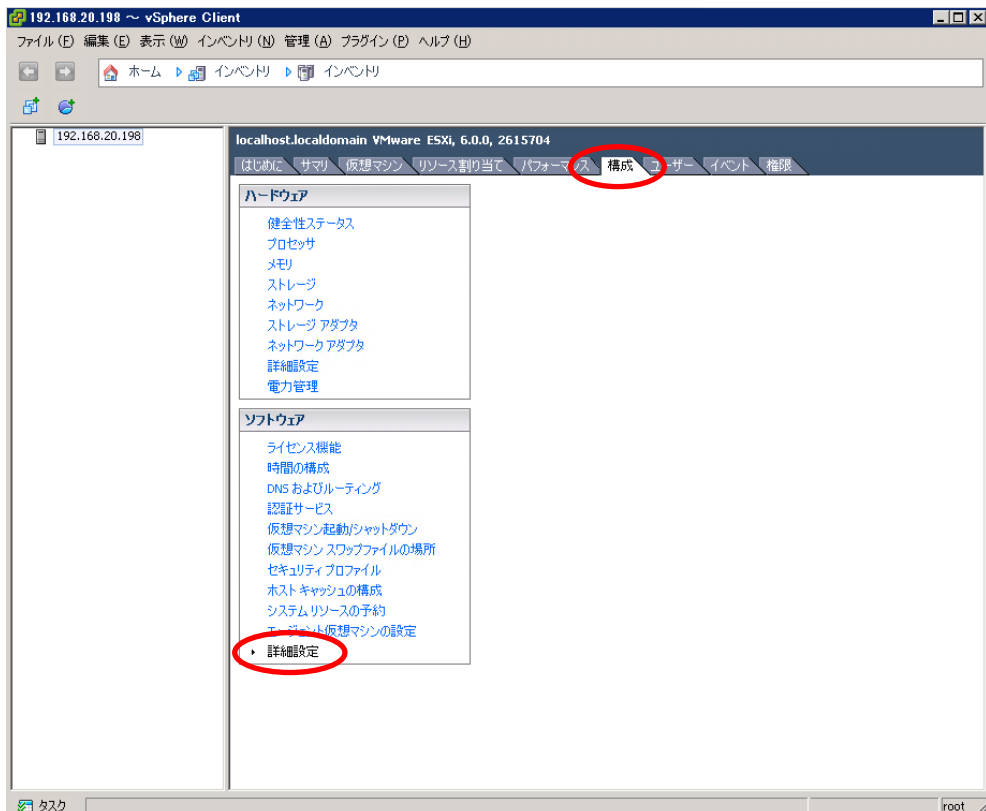 192.168.20.198 ～ vSphere Client
ファイル (F) 編集 (E) 表示 (W) インベントリ (N) 管理 (A) プラグイン (P) ヘルプ (H)
ホーム インベントリ インベントリ
192.168.20.198
localhost.localdomain VMware ESXi, 6.0.0, 2615704
はじめに サマリ 仮想マシン リソース割り当て パフォーマンス 構成 ユーザー イベント 権限
ハードウェア
健全性ステータス
プロセッサ
メモリ
ストレージ
ネットワーク
ストレージ アダプタ
ネットワーク アダプタ
詳細設定
電力管理
ソフトウェア
ライセンス機能
時間の構成
DNS およびルーティング
認証サービス
仮想マシン起動/シャットダウン
仮想マシン スワップファイルの場所
セキュリティ プロファイル
ホスト キャッシュの構成
システム リソースの予約
エージェント仮想マシンの設定
詳細設定
タスク
root